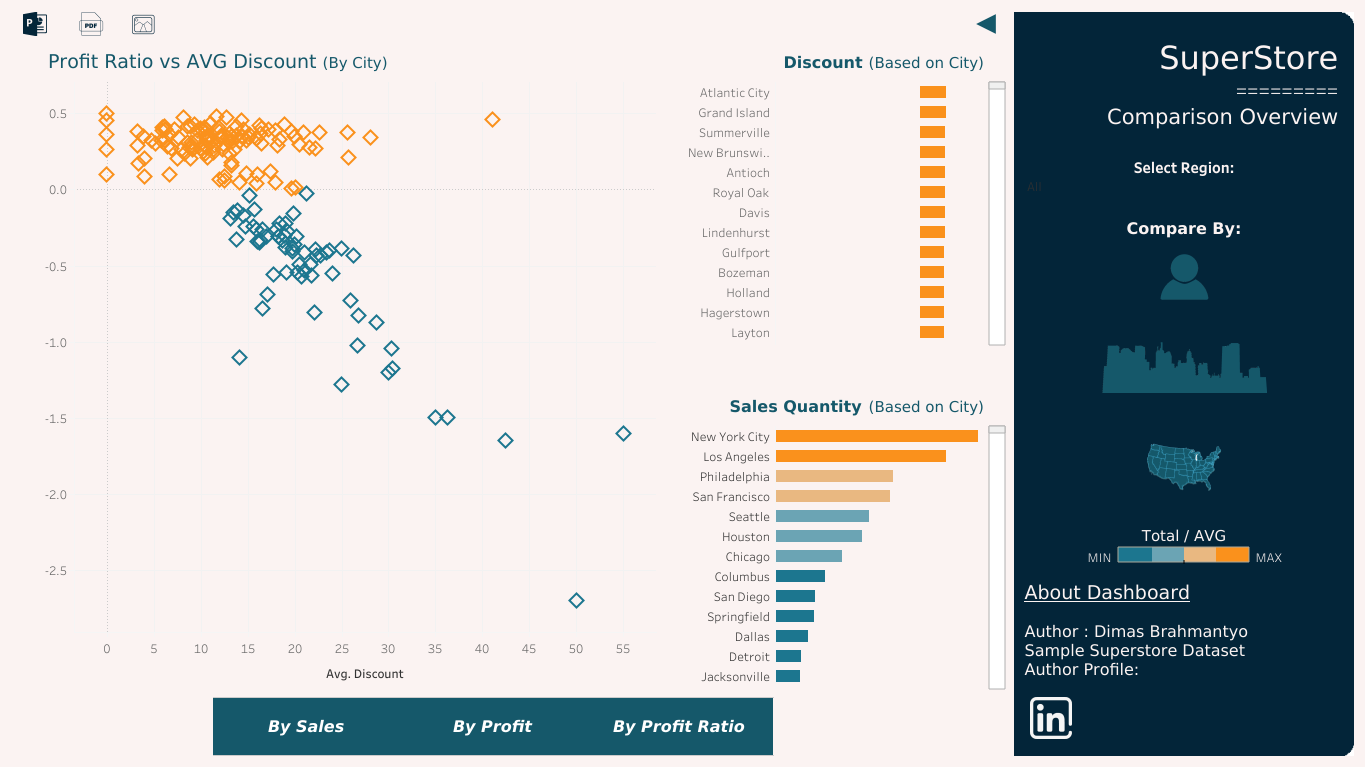 P
PDF
Profit Ratio vs AVG Discount (By City)
0.5
0.0
-0.5
-1.0
-1.5
-2.0
-2.5
0 5 10 15 20 25 30 35 40 45 50 55
Avg. Discount
Discount (Based on City)
Atlantic City
Grand Island
Summerville
New Brunswi..
Antioch
Royal Oak
Davis
Lindenhurst
Gulfport
Bozeman
Holland
Hagerstown
Layton
Sales Quantity (Based on City)
New York City
Los Angeles
Philadelphia
San Francisco
Seattle
Houston
Chicago
Columbus
San Diego
Springfield
Dallas
Detroit
Jacksonville
By Sales By Profit By Profit Ratio
SuperStore
=========
Comparison Overview
Select Region:
All
Compare By:
Total / AVG
MIN MAX
About Dashboard
Author : Dimas Brahmantyo
Sample Superstore Dataset
Author Profile:
in